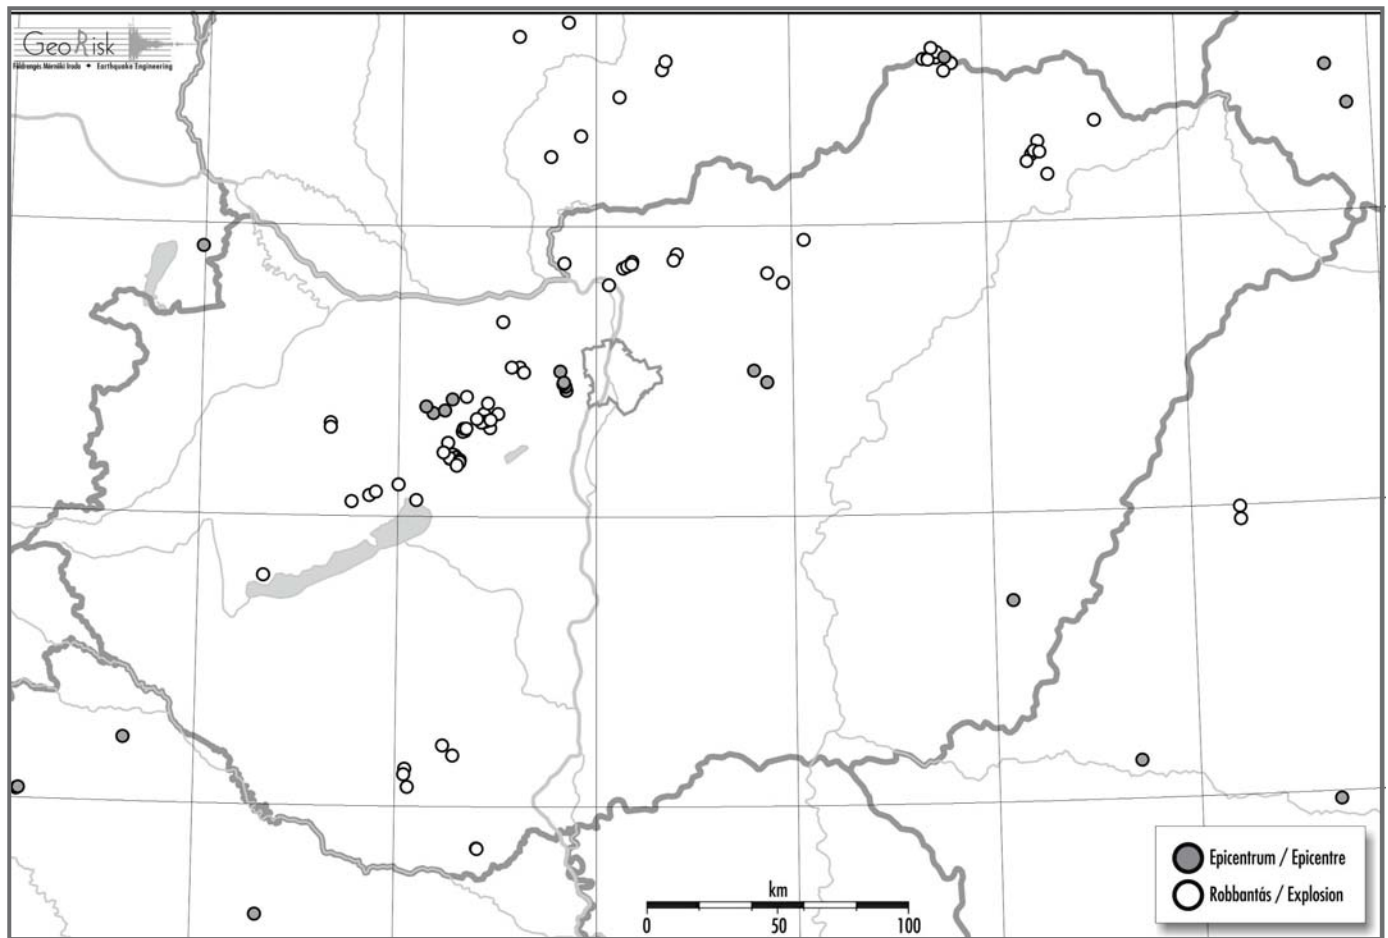 GeoRisk
Földrengés Mérnöki Iroda • Earthquake Engineering
km
0 50 100
Epicentrum / Epicentre
Robbantás / Explosion